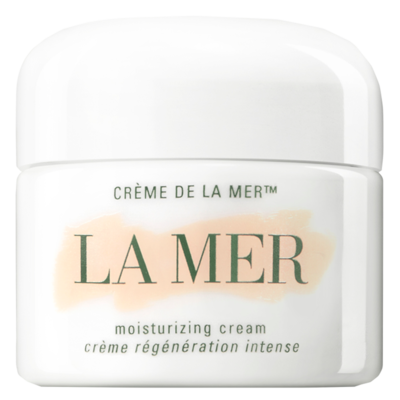 CRÈME DE LA MER™
LA MER
moisturizing cream
crème régénération intense